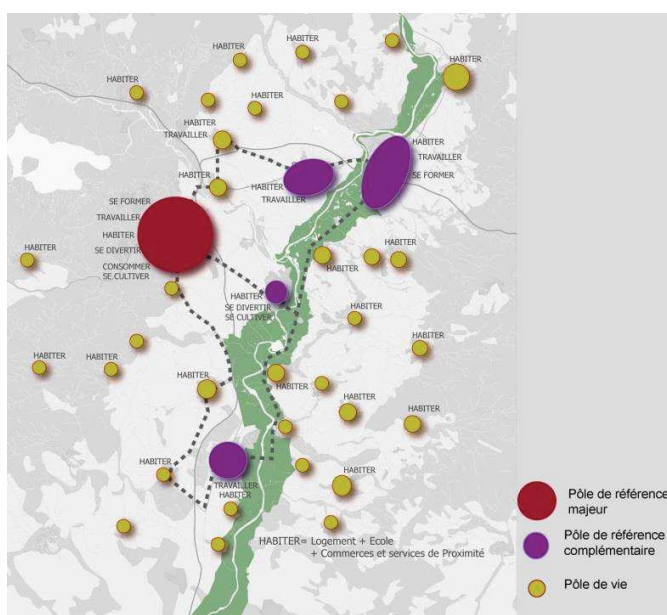 HABITER
HABITER
HABITER
HABITER
HABITER
HABITER
TRAVAILLER
HABITER
TRAVAILLER
SE FORMER
HABITER
HABITER
TRAVAILLER
SE FORMER
TRAVAILLER
HABITER
SE DIVERTIR
CONSOMMER
SE CULTIVER
HABITER
HABITER
HABITER
HABITER
SE DIVERTIR
SE CULTIVER
HABITER
HABITER
HABITER
HABITER
HABITER
HABITER
HABITER
HABITER
HABITER
HABITER
TRAVAILLER
HABITER
HABITER= Logement + Ecole
+ Commerces et services de Proximité
Pôle de référence
majeur
Pôle de référence
complémentaire
Pôle de vie